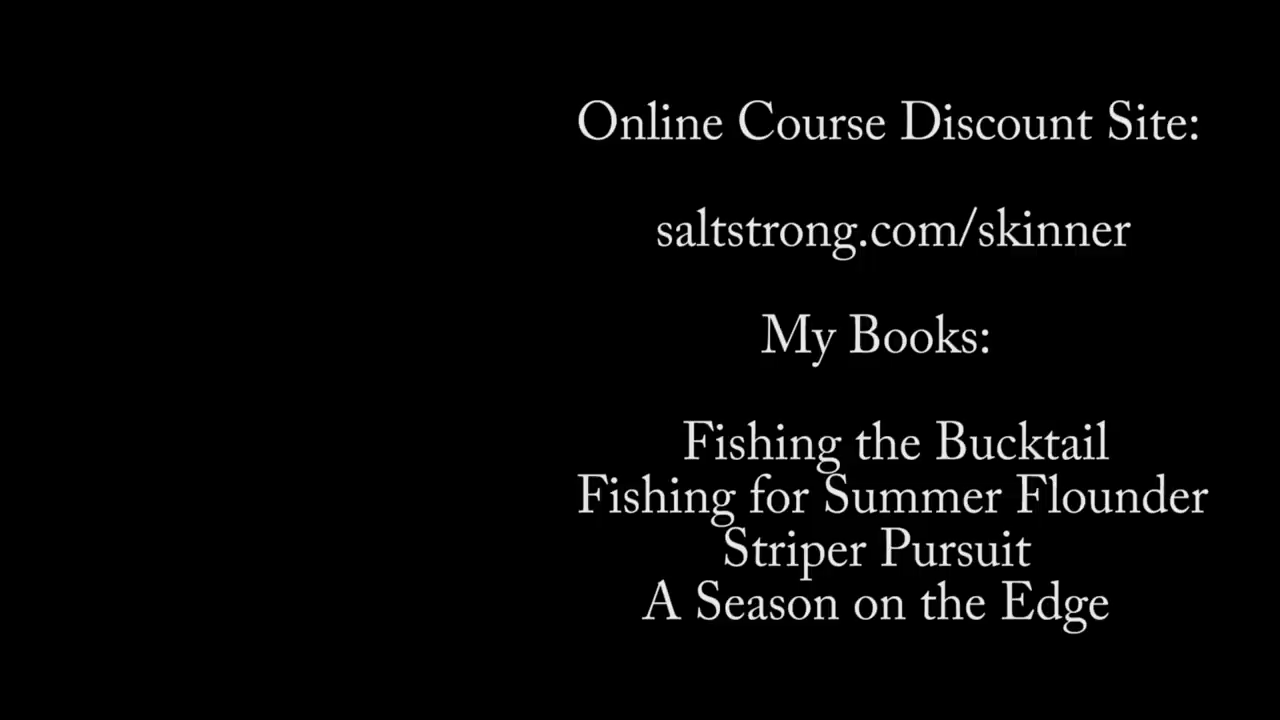 Online Course Discount Site:
saltstrong.com/skinner
My Books:
Fishing the Bucktail
Fishing for Summer Flounder
Striper Pursuit
A Season on the Edge